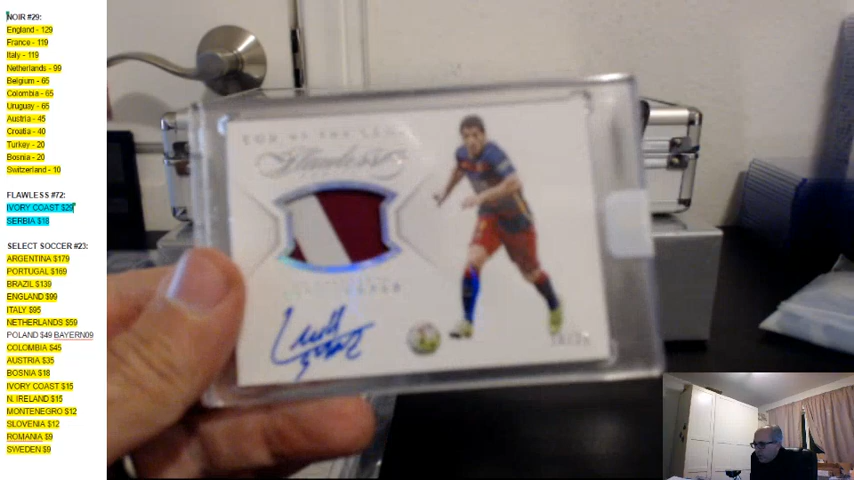 NOIR #29:
England - 129
France - 119
Italy - 119
Netherlands - 99
Belgium - 65
Colombia - 65
Uruguay - 65
Austria - 45
Croatia - 40
Turkey - 20
Bosnia - 20
Switzerland - 10
FLAWLESS #72:
IVORY COAST $29
SERBIA $18
SELECT SOCCER #23:
ARGENTINA $179
PORTUGAL $169
BRAZIL $139
ENGLAND $99
ITALY $95
NETHERLANDS $59
POLAND $49 BAYERN09
COLOMBIA $45
AUSTRIA $35
BOSNIA $18
IVORY COAST $15
N. IRELAND $15
MONTENEGRO $12
SLOVENIA $12
ROMANIA $9
SWEDEN $9
Flawless